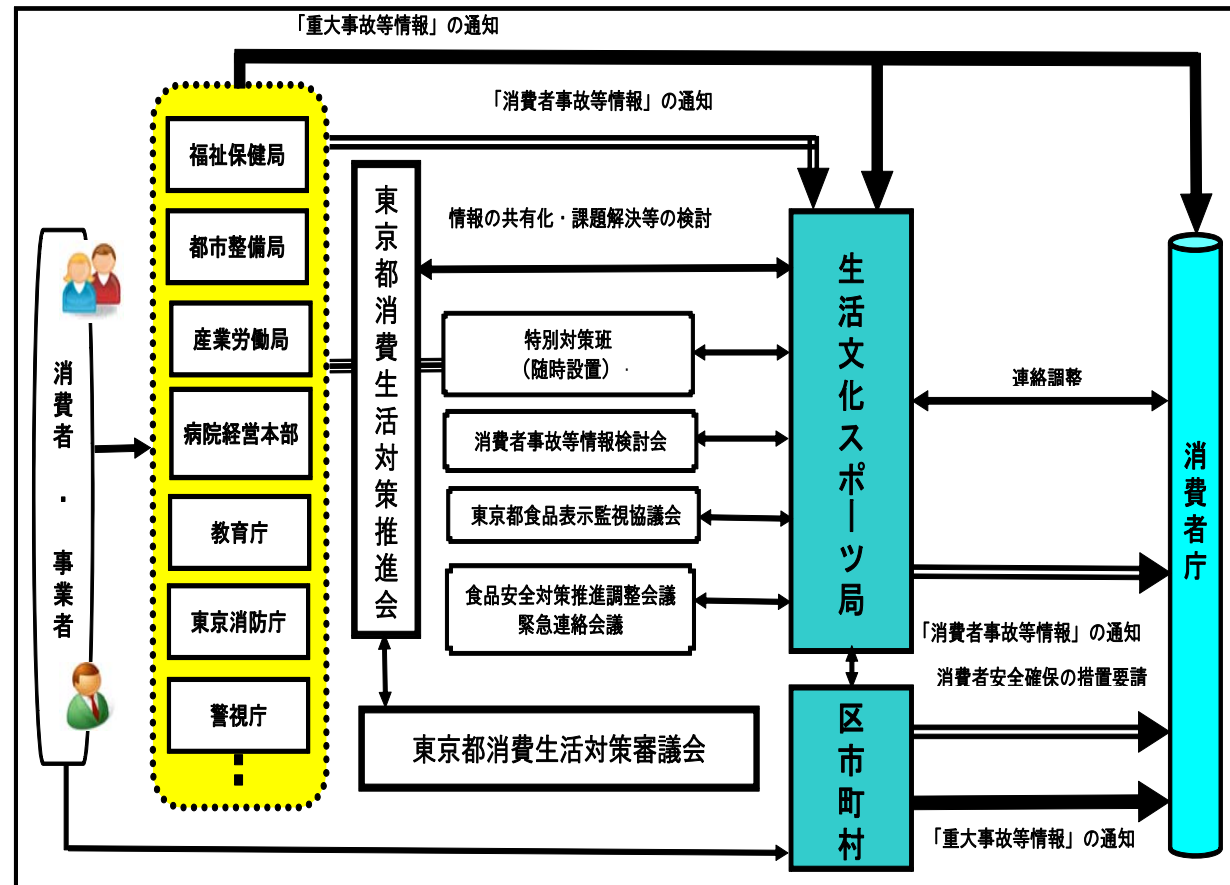 「重大事故等情報」の通知
「消費者事故等情報」の通知
福祉保健局
都市整備局
産業労働局
病院経営本部
教育庁
東京消防庁
警視庁
消費者・事業者
東京都消費生活対策推進会
情報の共有化・課題解決等の検討
特別対策班
(随時設置)
消費者事故等情報検討会
東京都食品表示監視協議会
食品安全対策推進調整会議
緊急連絡会議
東京都消費生活対策審議会
生活文化スポーツ局
連絡調整
消費者庁
「消費者事故等情報」の通知
消費者安全確保の措置要請
区市町村
「重大事故等情報」の通知